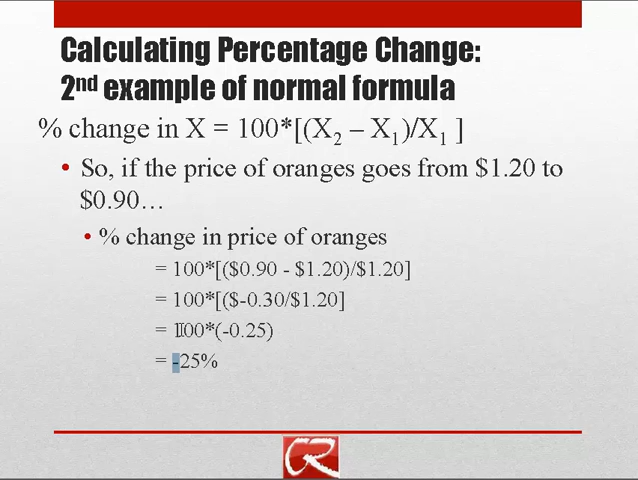 Calculating Percentage Change:
2nd example of normal formula
% change in X = 100*[(X2 – X1)/X1 ]
• So, if the price of oranges goes from $1.20 to
$0.90…
• % change in price of oranges
= 100*[($0.90 - $1.20)/$1.20]
= 100*[($-0.30/$1.20]
= 100*(-0.25)
= -25%